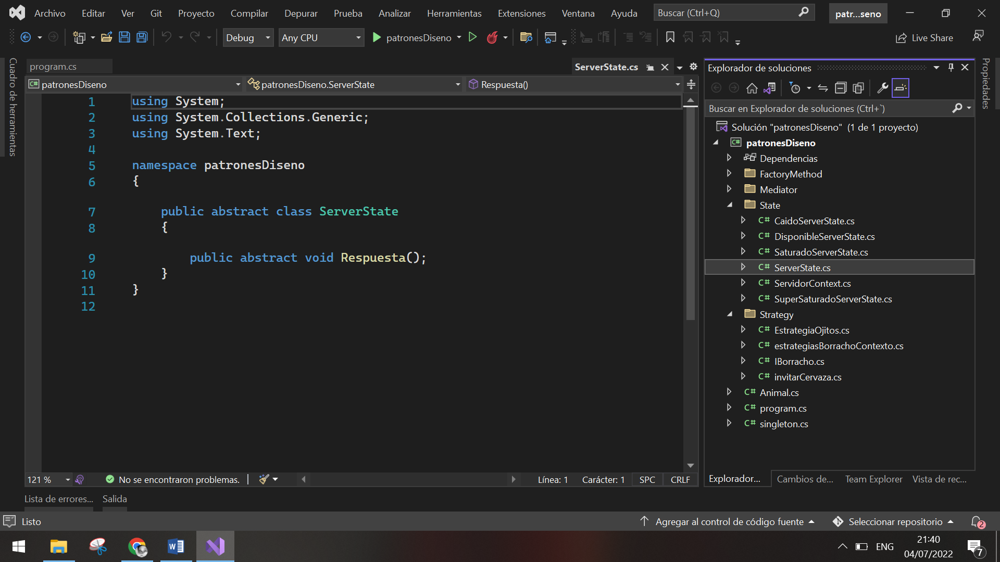 Archivo Editar Ver Git Proyecto Compilar Depurar Prueba Analizar Herramientas Extensiones Ventana Ayuda Buscar (Ctrl+Q) patr...seno
Debug Any CPU patronesDiseno Live Share
Cuadro de herramientas
program.cs ServerState.cs
patronesDiseno patronesDiseno.ServerState Respuesta()
1 using System;
2 using System.Collections.Generic;
3 using System.Text;
4
5 namespace patronesDiseno
6 {
7 public abstract class ServerState
8 {
9 public abstract void Respuesta();
10 }
11 }
12
121 % No se encontraron problemas. Línea: 1 Carácter: 1 SPC CRLF
Lista de errores... Salida
Explorador de soluciones
Buscar en Explorador de soluciones (Ctrl+`)
Solución "patronesDiseno" (1 de 1 proyecto)
C# patronesDiseno
Dependencias
FactoryMethod
Mediator
State
C# CaidoServerState.cs
C# DisponibleServerState.cs
C# SaturadoServerState.cs
C# ServerState.cs
C# ServidorContext.cs
C# SuperSaturadoServerState.cs
Strategy
C# EstrategiaOjitos.cs
C# estrategiasBorrachoContexto.cs
C# IBorracho.cs
C# invitarCervaza.cs
C# Animal.cs
C# program.cs
C# singleton.cs
Explorador... Cambios de... Team Explorer Vista de rec...
Propiedades
Listo Agregar al control de código fuente Seleccionar repositorio 2
ENG 21:40
04/07/2022 7